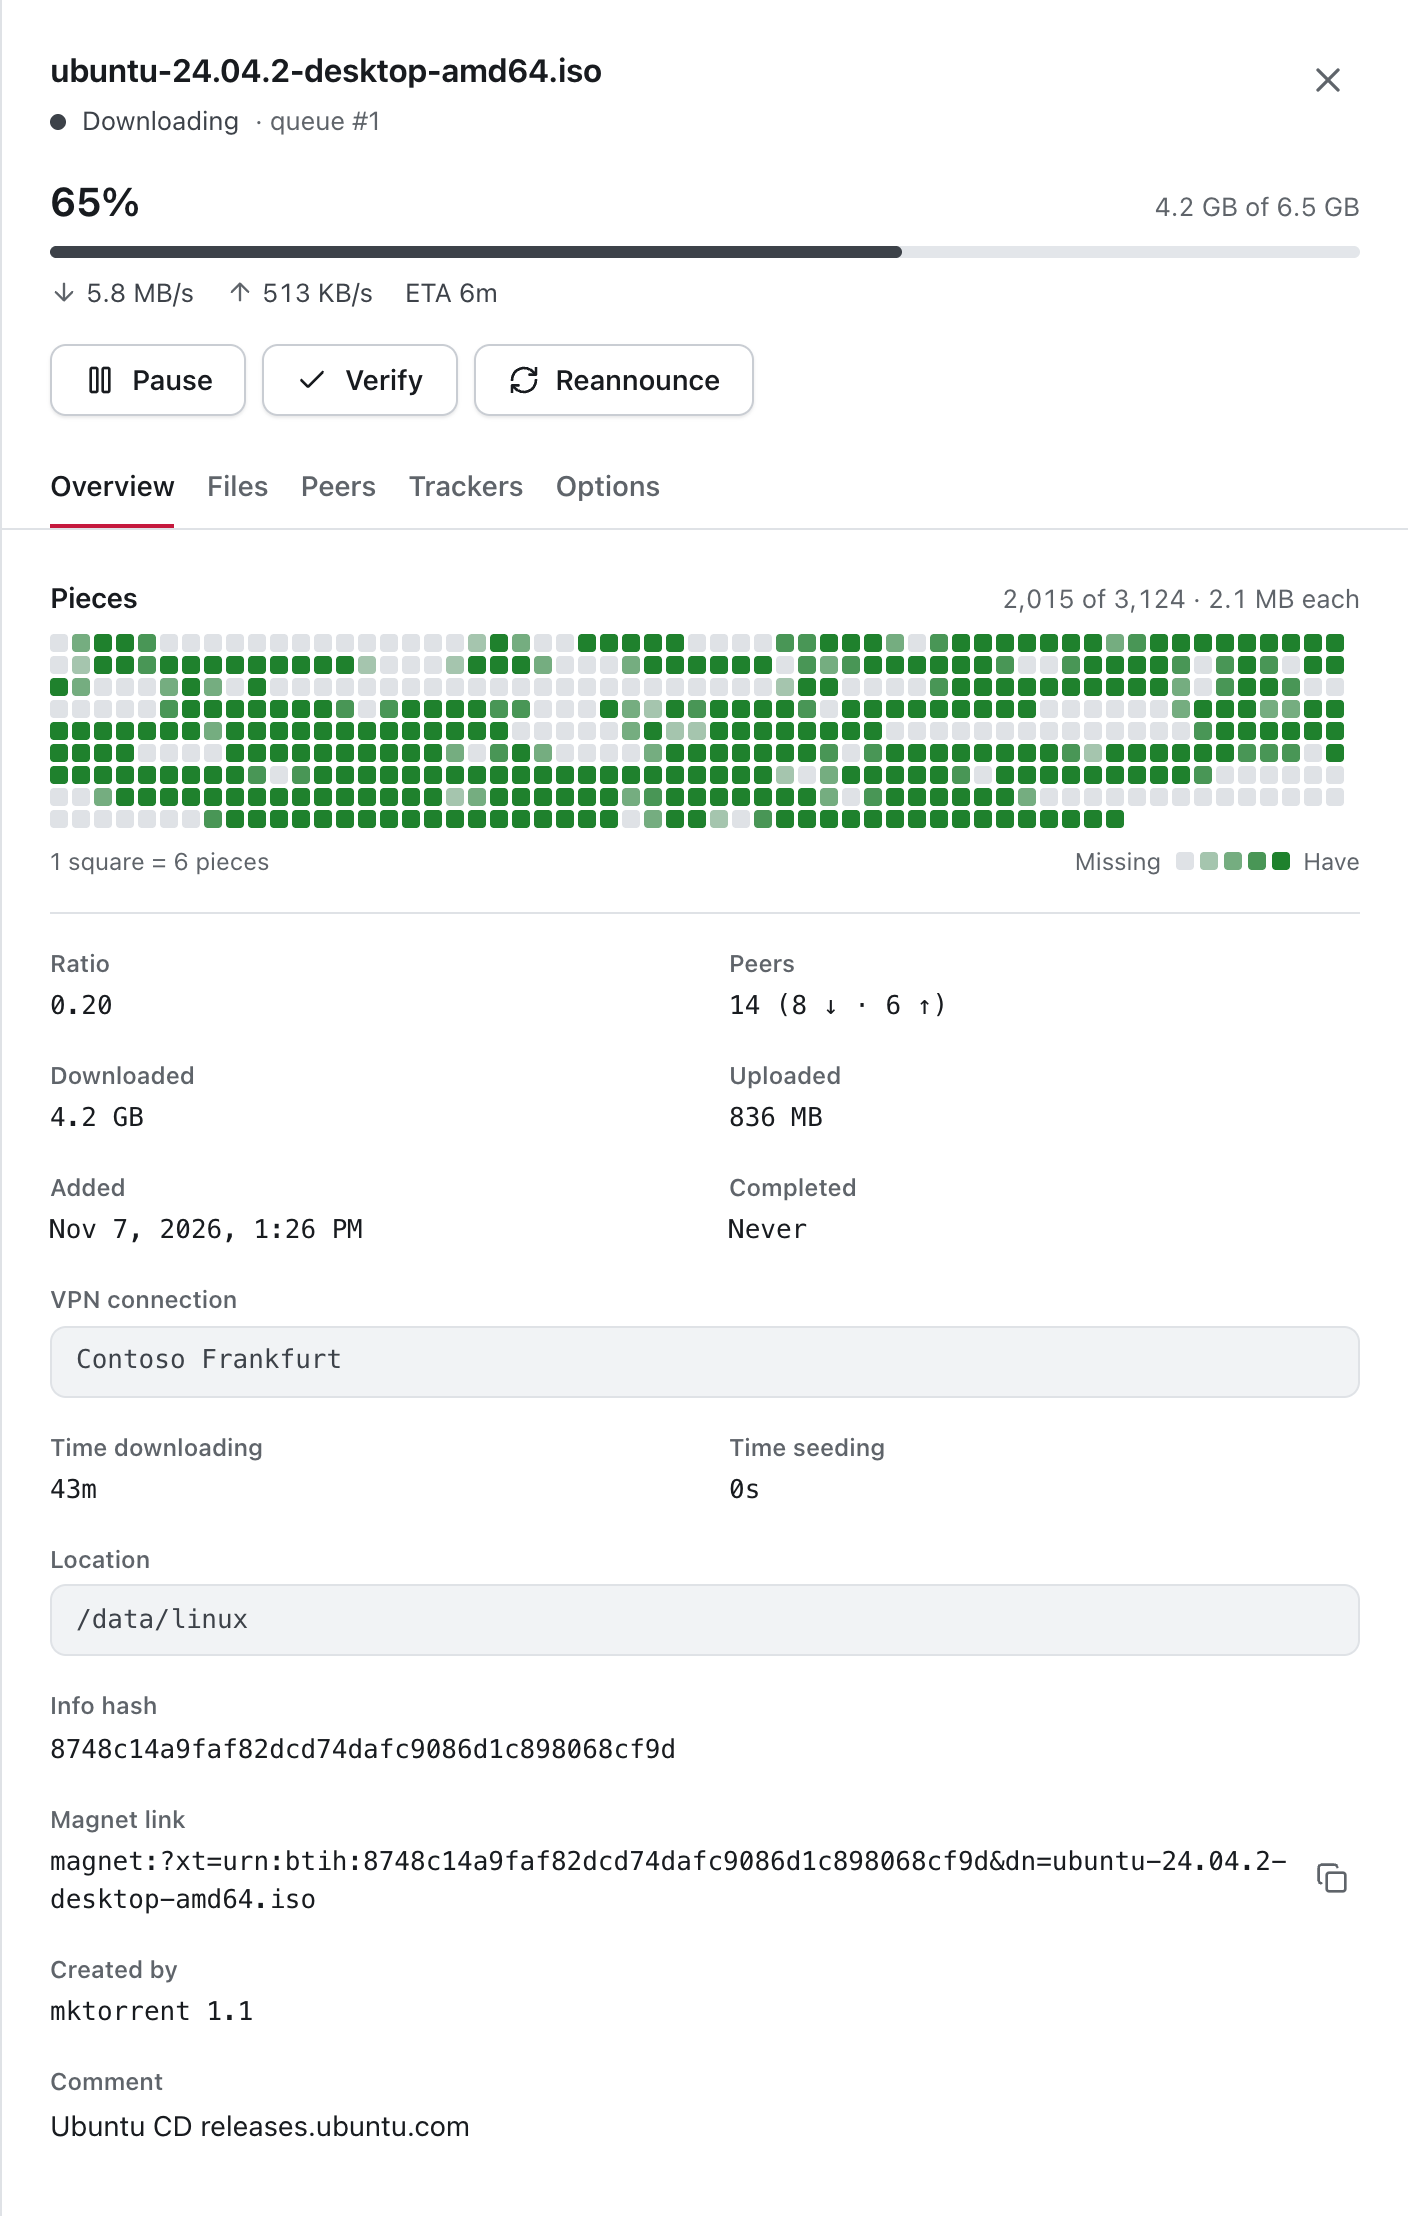 ubuntu-24.04.2-desktop-amd64.iso
Downloading · queue #1
65%
4.2 GB of 6.5 GB
↓ 5.8 MB/s ↑ 513 KB/s ETA 6m
Pause Verify Reannounce
Overview Files Peers Trackers Options
Pieces
2,015 of 3,124 · 2.1 MB each
1 square = 6 pieces
Missing Have
Ratio
0.20
Peers
14 (8 ↓ · 6 ↑)
Downloaded
4.2 GB
Uploaded
836 MB
Added
Nov 7, 2026, 1:26 PM
Completed
Never
VPN connection
Contoso Frankfurt
Time downloading
43m
Time seeding
0s
Location
/data/linux
Info hash
8748c14a9faf82dcd74dafc9086d1c898068cf9d
Magnet link
magnet:?xt=urn:btih:8748c14a9faf82dcd74dafc9086d1c898068cf9d&dn=ubuntu-24.04.2-
desktop-amd64.iso
Created by
mktorrent 1.1
Comment
Ubuntu CD releases.ubuntu.com